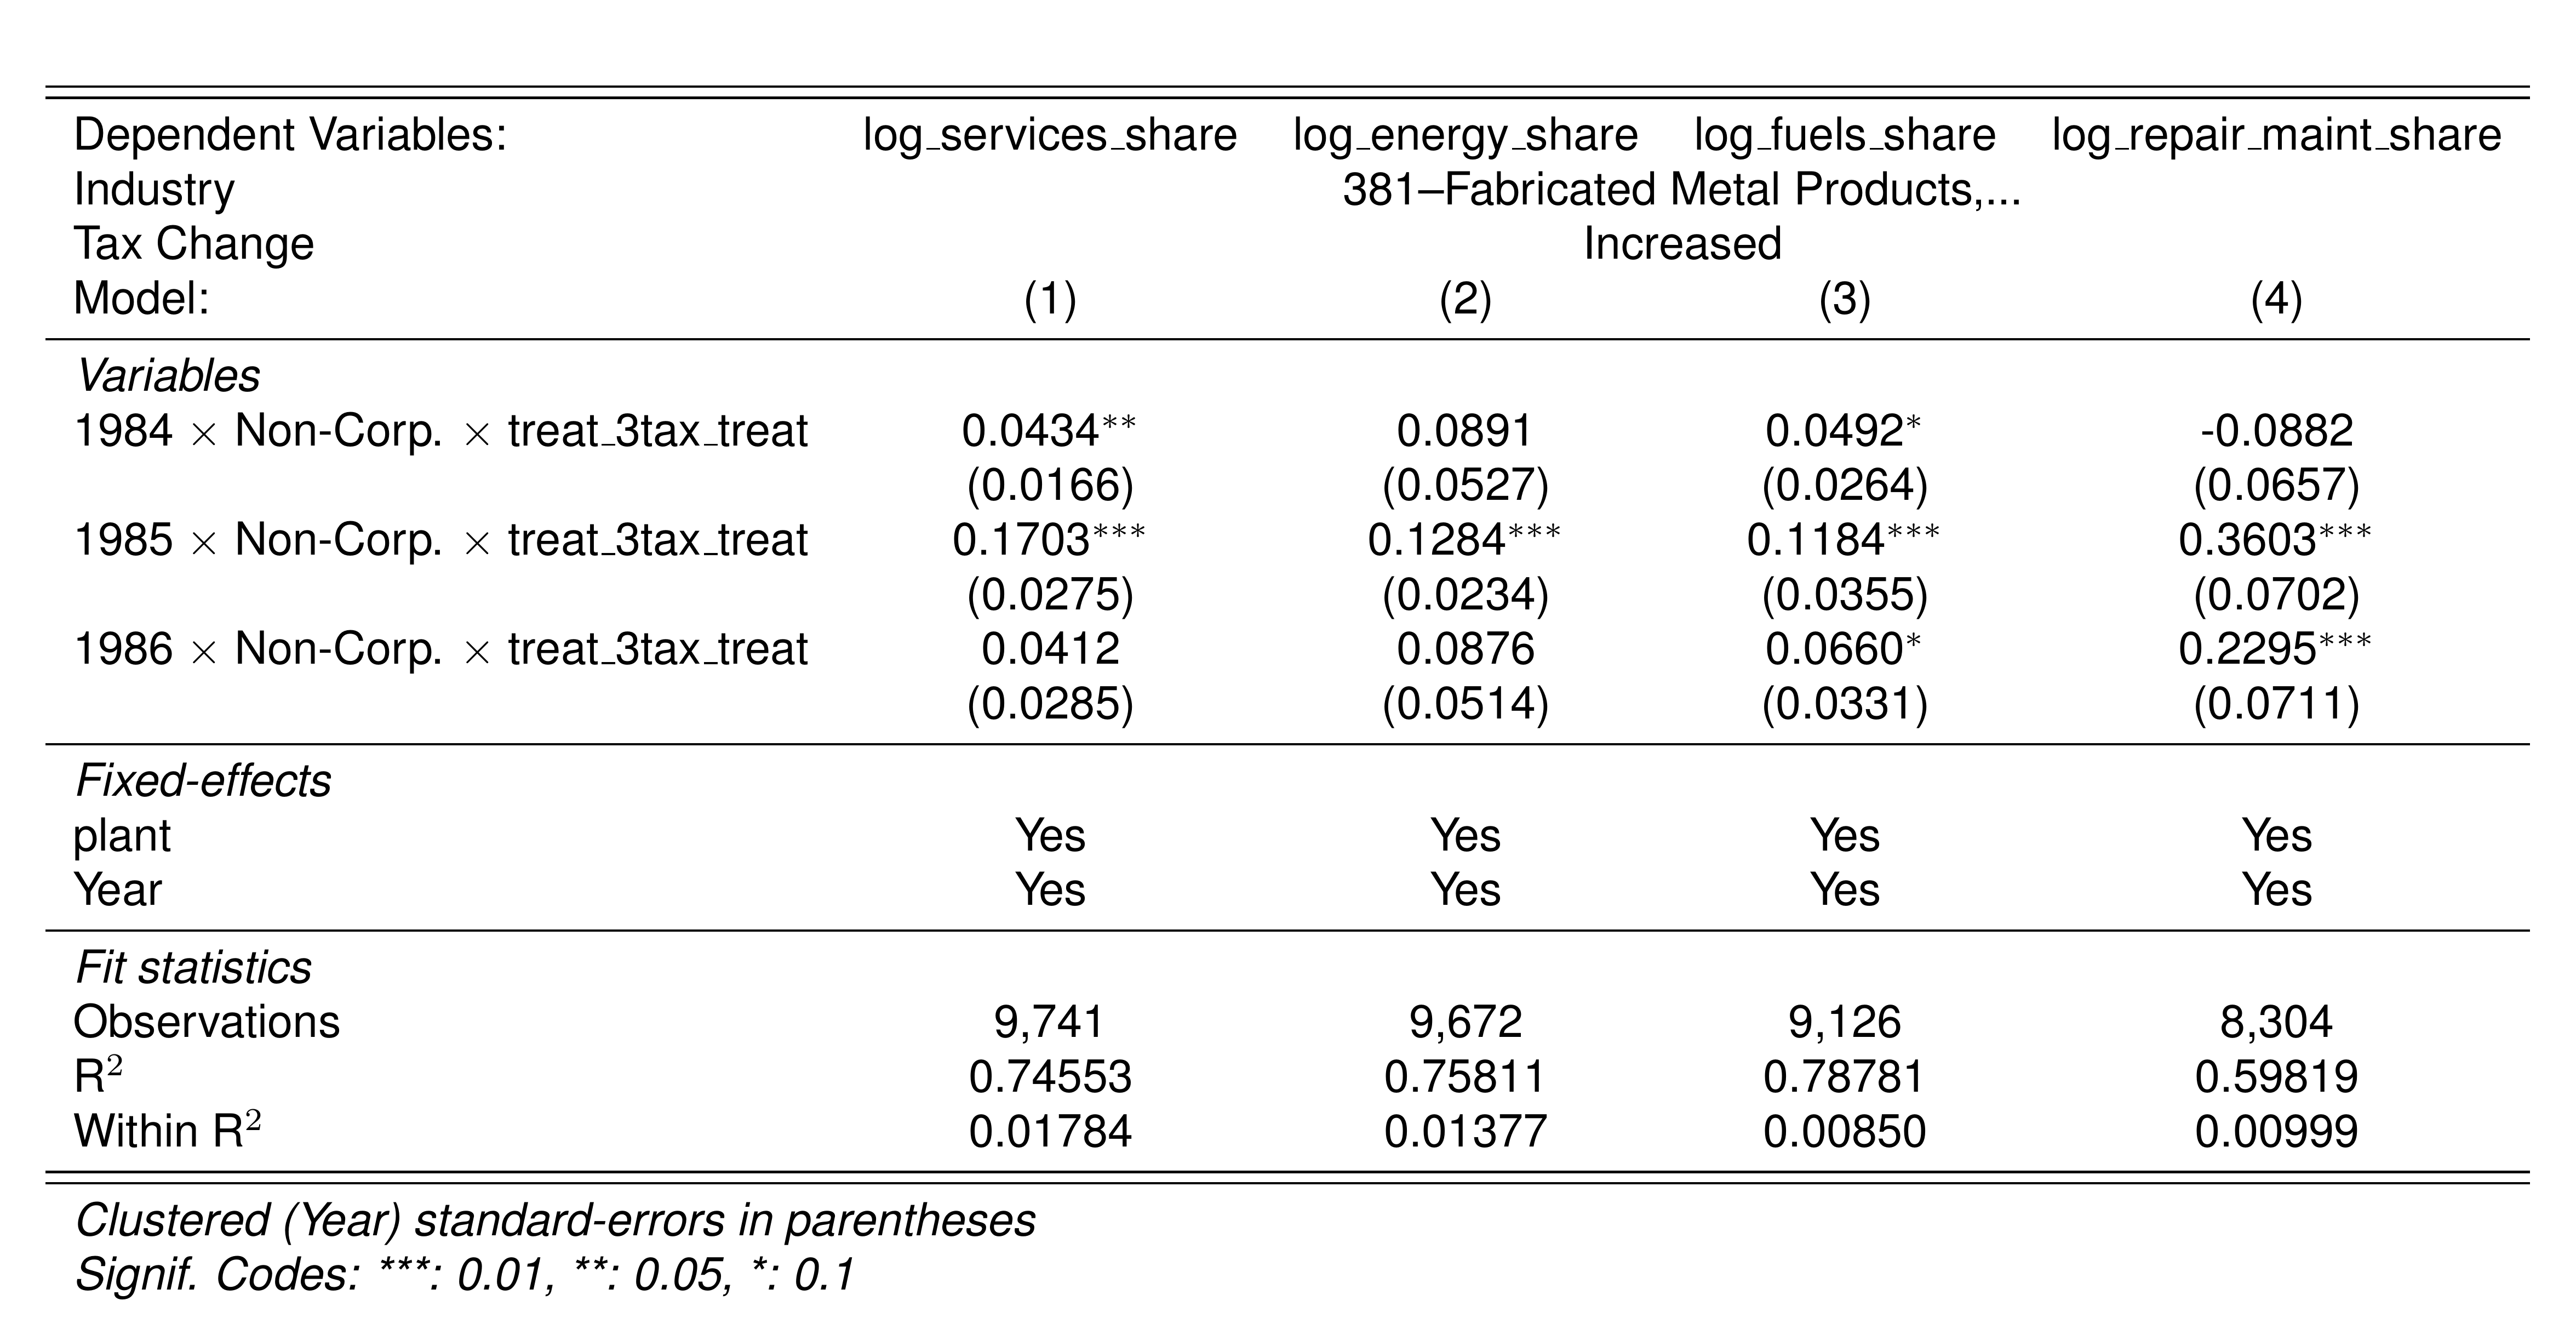 Dependent Variables: log_services_share log_energy_share log_fuels_share log_repair_maint_share
Industry 381–Fabricated Metal Products,...
Tax Change Increased
Model: (1) (2) (3) (4)
Variables
1984 × Non-Corp. × treat_3tax_treat 0.0434** 0.0891 0.0492* -0.0882
(0.0166) (0.0527) (0.0264) (0.0657)
1985 × Non-Corp. × treat_3tax_treat 0.1703*** 0.1284*** 0.1184*** 0.3603***
(0.0275) (0.0234) (0.0355) (0.0702)
1986 × Non-Corp. × treat_3tax_treat 0.0412 0.0876 0.0660* 0.2295***
(0.0285) (0.0514) (0.0331) (0.0711)
Fixed-effects
plant Yes Yes Yes Yes
Year Yes Yes Yes Yes
Fit statistics
Observations 9,741 9,672 9,126 8,304
R² 0.74553 0.75811 0.78781 0.59819
Within R² 0.01784 0.01377 0.00850 0.00999
Clustered (Year) standard-errors in parentheses
Signif. Codes: ***: 0.01, **: 0.05, *: 0.1